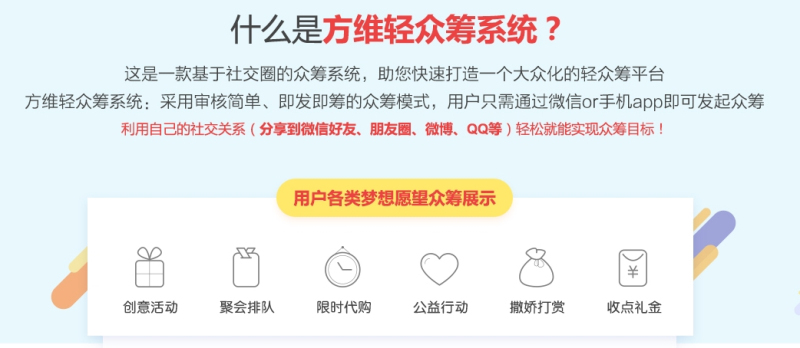 什么是方维轻众筹系统？
这是一款基于社交圈的众筹系统，助您快速打造一个大众化的轻众筹平台
方维轻众筹系统：采用审核简单、即发即筹的众筹模式，用户只需通过微信or手机app即可发起众筹
利用自己的社交关系（分享到微信好友、朋友圈、微博、QQ等）轻松就能实现众筹目标！
用户各类梦想愿望众筹展示
¥
创意活动 聚会排队 限时代购 公益行动 撒娇打赏 收点礼金